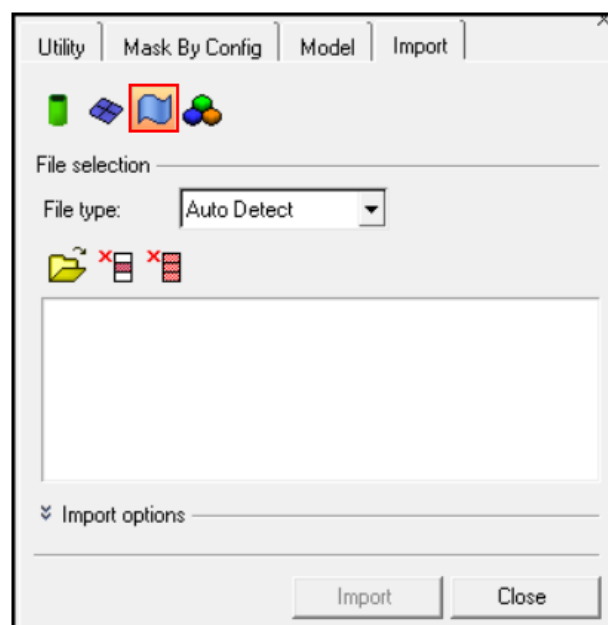 Utility Mask By Config Model Import
File selection
File type: Auto Detect
Import options
Import Close